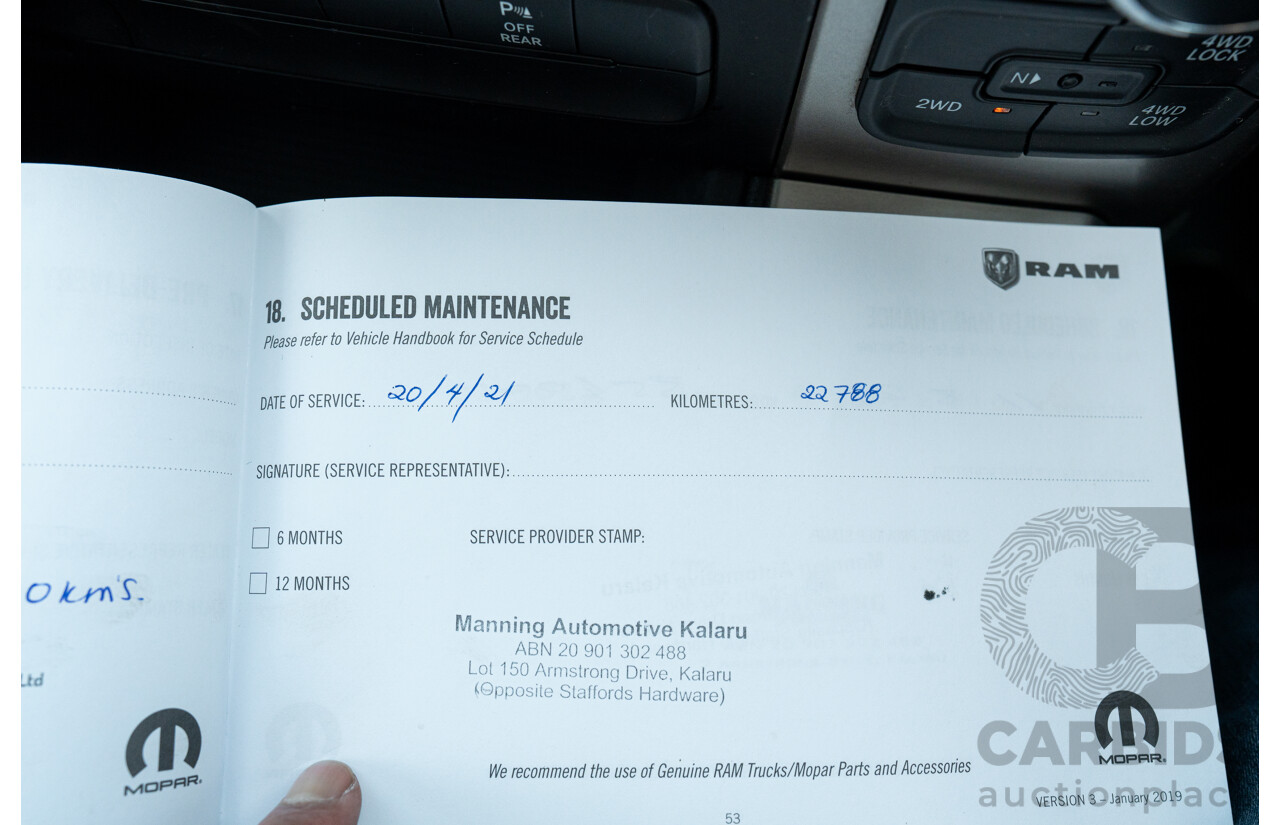 P
OFF
REAR
4WD
LOCK
N
2WD
4WD
LOW
RAM
18. SCHEDULED MAINTENANCE
Please refer to Vehicle Handbook for Service Schedule
DATE OF SERVICE: 20/4/21 KILOMETRES: 22788
SIGNATURE (SERVICE REPRESENTATIVE):
6 MONTHS SERVICE PROVIDER STAMP:
12 MONTHS
0 km's.
Manning Automotive Kalaru
ABN 20 901 302 488
Lot 150 Armstrong Drive, Kalaru
(Opposite Staffords Hardware)
Ltd
MOPAR
CARBIDS
MOPAR
We recommend the use of Genuine RAM Trucks/Mopar Parts and Accessories
auctionplac
VERSION 3 – January 2019
53